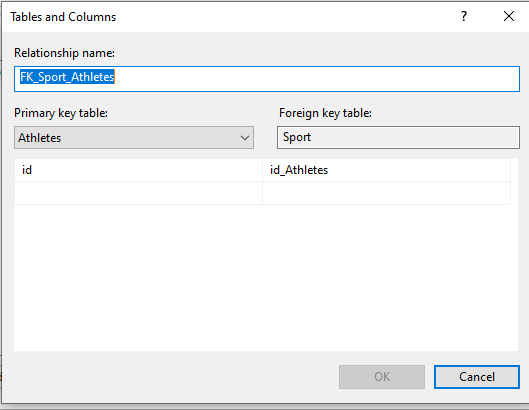 Tables and Columns
?
Relationship name:
FK_Sport_Athletes
Primary key table:
Foreign key table:
Athletes
Sport
id
id_Athletes
OK
Cancel